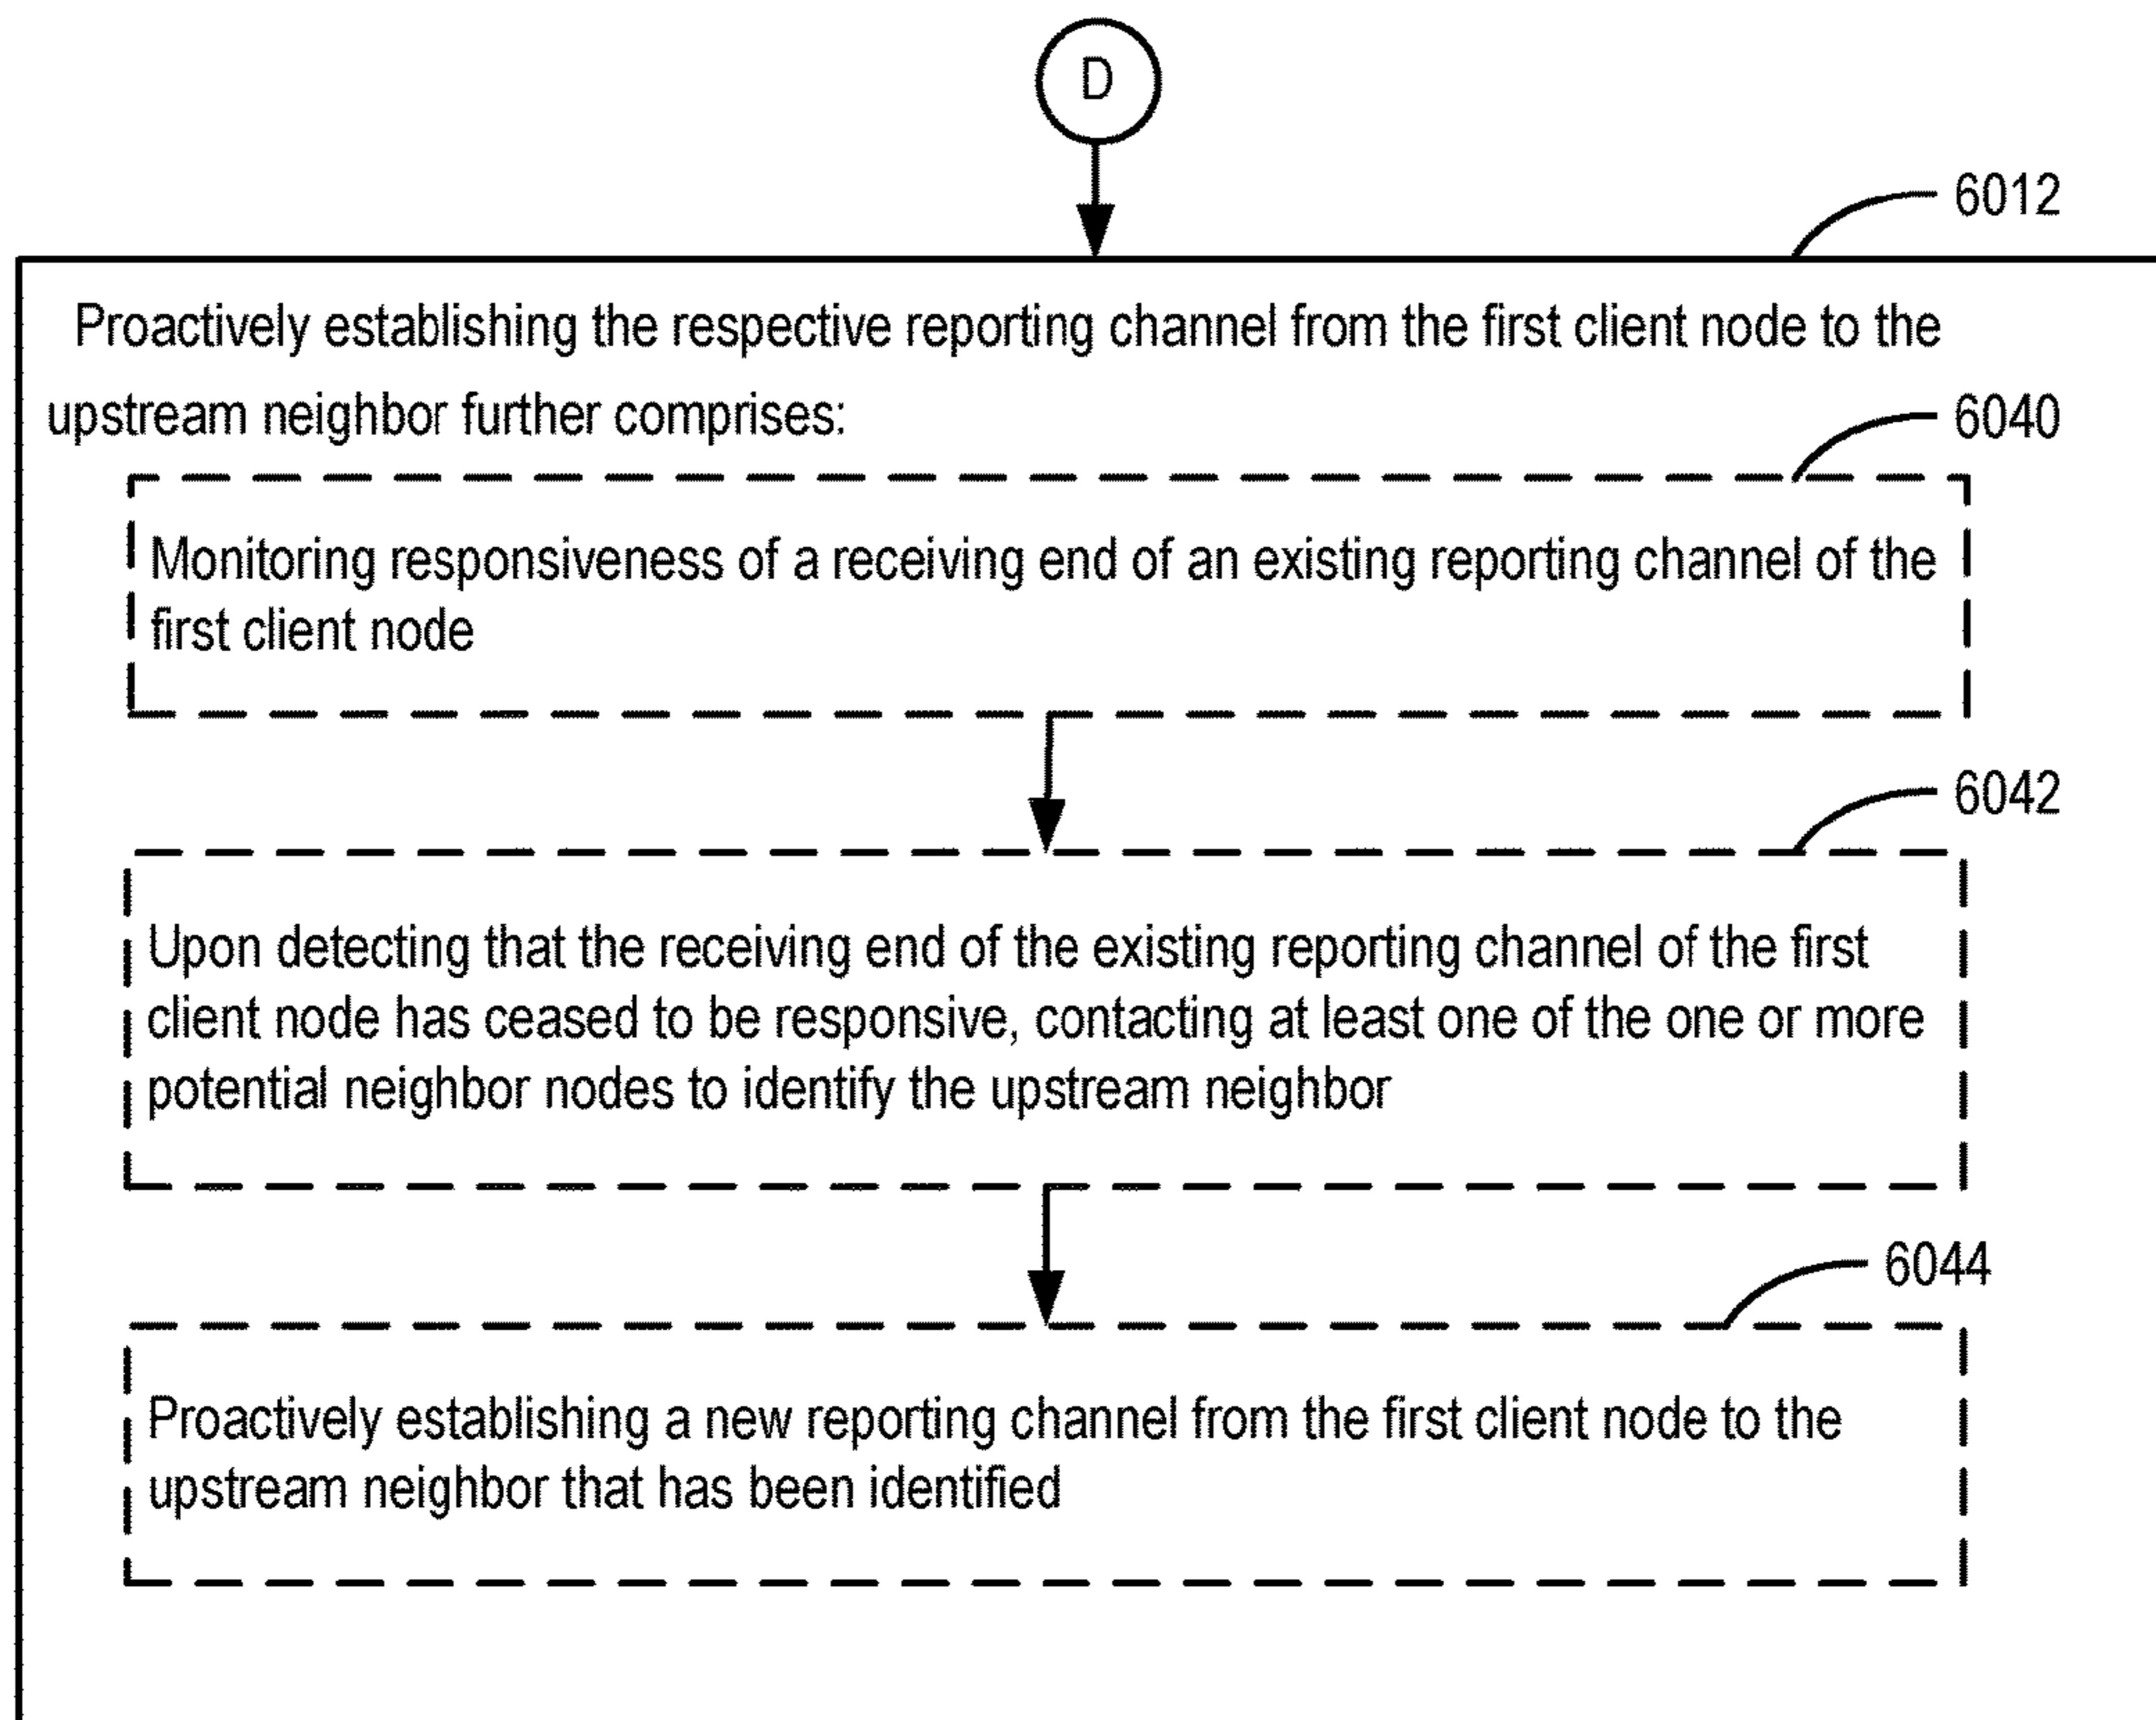 D
6012
Proactively establishing the respective reporting channel from the first client node to the
upstream neighbor further comprises:
6040
Monitoring responsiveness of a receiving end of an existing reporting channel of the
first client node
6042
Upon detecting that the receiving end of the existing reporting channel of the first
client node has ceased to be responsive, contacting at least one of the one or more
potential neighbor nodes to identify the upstream neighbor
6044
Proactively establishing a new reporting channel from the first client node to the
upstream neighbor that has been identified